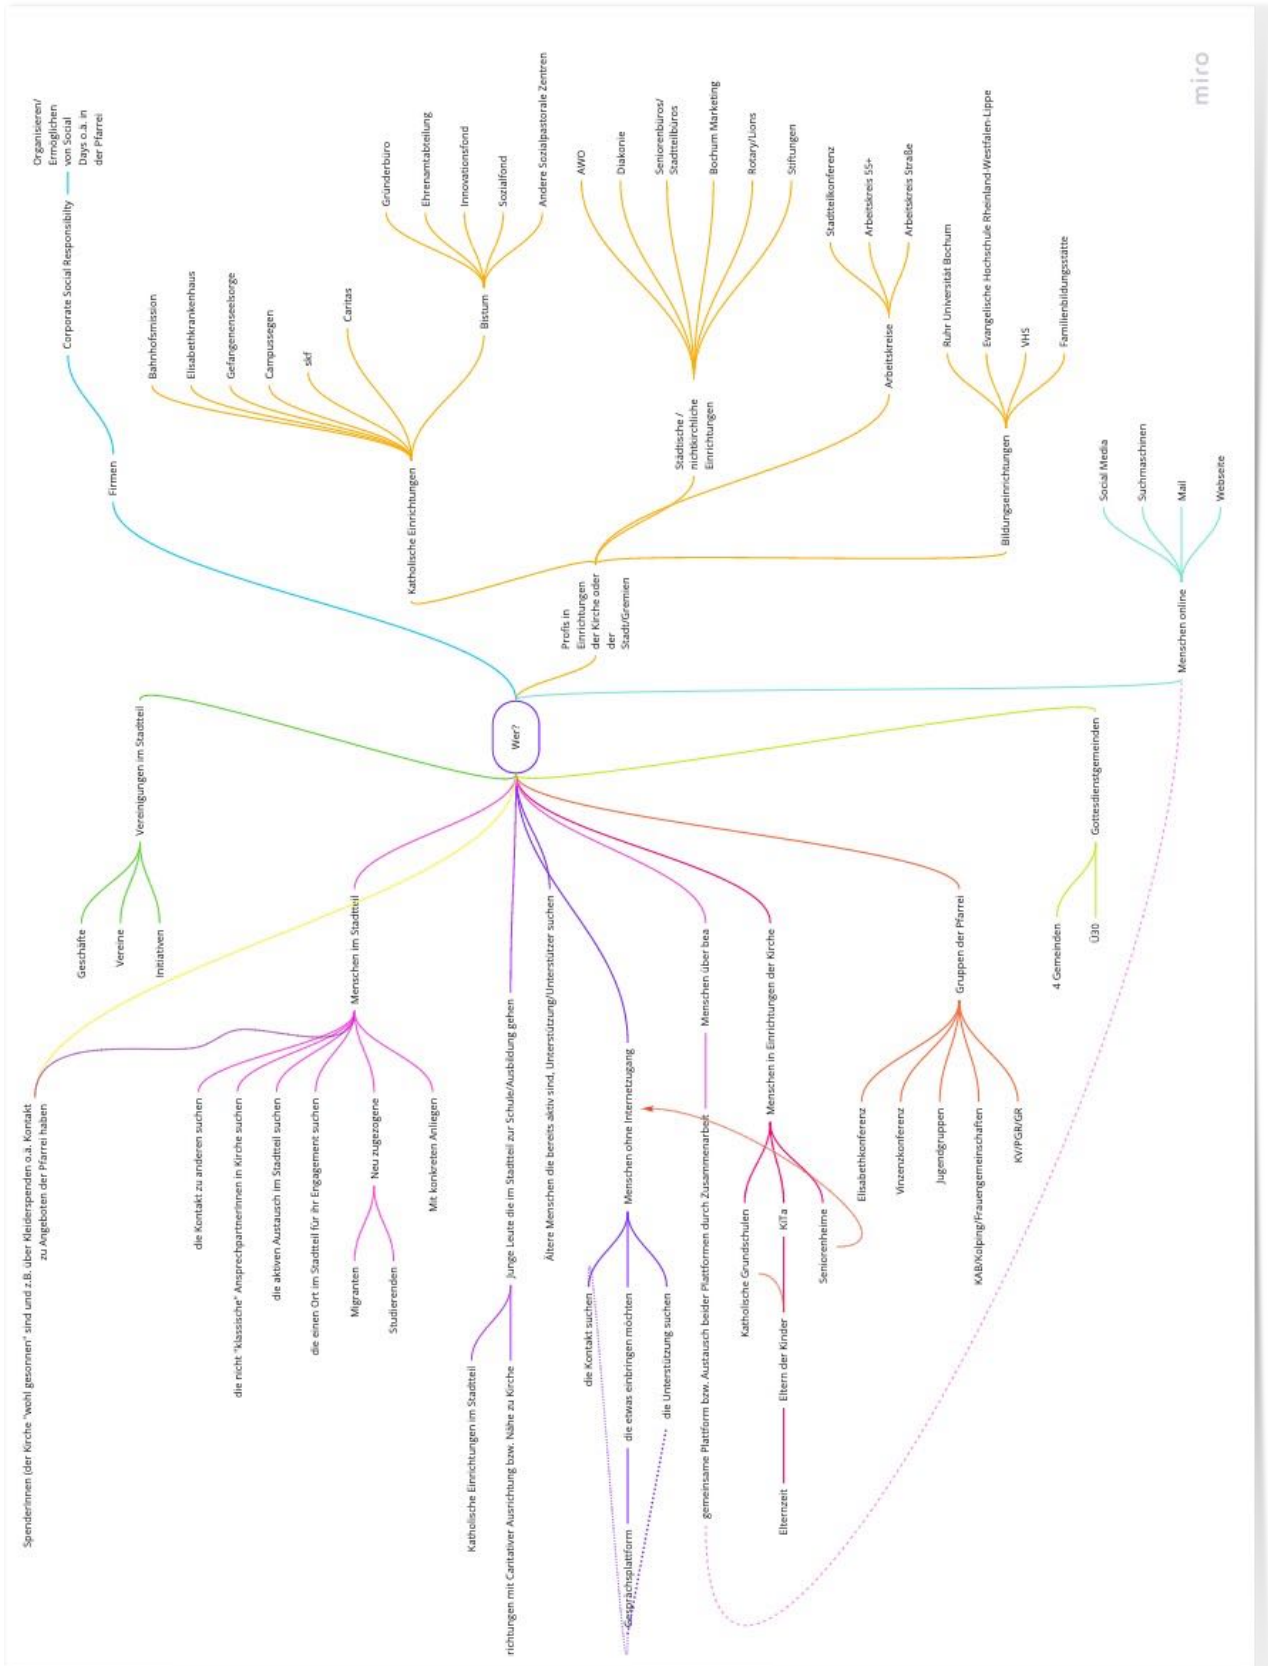 Spenderinnen (der Kirche "wohl gesonnen" sind und z.B. über Kleiderspenden o.ä. Kontakt
zu Angeboten der Pfarrei haben
Geschäfte
Vereine
Initiativen
Vereinigungen im Stadtteil
die Kontakt zu anderen suchen
die nicht "klassische" AnsprechpartnerInnen in Kirche suchen
die aktiven Austausch im Stadtteil suchen
die einen Ort im Stadtteil für ihr Engagement suchen
Migranten
Studierenden
Neu zugezogene
Mit konkreten Anliegen
Menschen im Stadtteil
Katholische Einrichtungen im Stadtteil
richtungen mit Caritativer Ausrichtung bzw. Nähe zu Kirche
Junge Leute die im Stadtteil zur Schule/Ausbildung gehen
Ältere Menschen die bereits aktiv sind, Unterstützung/Unterstützer suchen
Gesprächsplattform
die Kontakt suchen
die etwas einbringen möchten
die Unterstützung suchen
Menschen ohne Internetzugang
gemeinsame Plattform bzw. Austausch beider Plattformen durch Zusammenarbeit
Menschen über bea
Katholische Grundschulen
Elternzeit
Eltern der Kinder
KiTa
Seniorenheime
Menschen in Einrichtungen der Kirche
Elisabethkonferenz
Vinzenzkonferenz
Jugendgruppen
KAB/Kolping/Frauengemeinschaften
KV/PGR/GR
Gruppen der Pfarrei
4 Gemeinden
Ü30
Gottesdienstgemeinden
Wer?
Firmen
Corporate Social Responsibilty
Organisieren/
Ermöglichen
von Social
Days o.ä. in
der Pfarrei
Profis in
Einrichtungen
der Kirche oder
der
Stadt/Gremien
Katholische Einrichtungen
Bahnhofsmission
Elisabethkrankenhaus
Gefangenenseelsorge
Campussegen
skf
Caritas
Bistum
Gründerbüro
Ehrenamtabteilung
Innovationsfond
Sozialfond
Andere Sozialpastorale Zentren
Städtische /
nichtkirchliche
Einrichtungen
AWO
Diakonie
Seniorenbüros/
Stadtteilbüros
Bochum Marketing
Rotary/Lions
Stiftungen
Arbeitskreise
Stadtteilkonferenz
Arbeitskreis 55+
Arbeitskreis Straße
Bildungseinrichtungen
Ruhr Universität Bochum
Evangelische Hochschule Rheinland-Westfalen-Lippe
VHS
Familienbildungsstätte
Menschen online
Social Media
Suchmaschinen
Mail
Webseite
miro